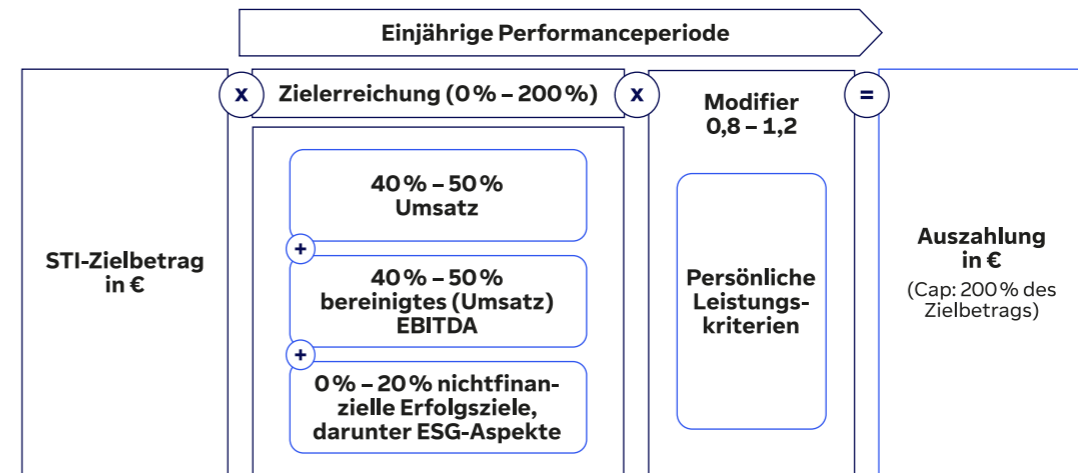 Einjährige Performanceperiode
STI-Zielbetrag
in €
x
Zielerreichung (0 % – 200 %)
40 % – 50 %
Umsatz
+
40 % – 50 %
bereinigtes (Umsatz)
EBITDA
+
0 % – 20 % nichtfinan-
zielle Erfolgsziele,
darunter ESG-Aspekte
x
Modifier
0,8 – 1,2
Persönliche
Leistungs-
kriterien
=
Auszahlung
in €
(Cap: 200 % des
Zielbetrags)